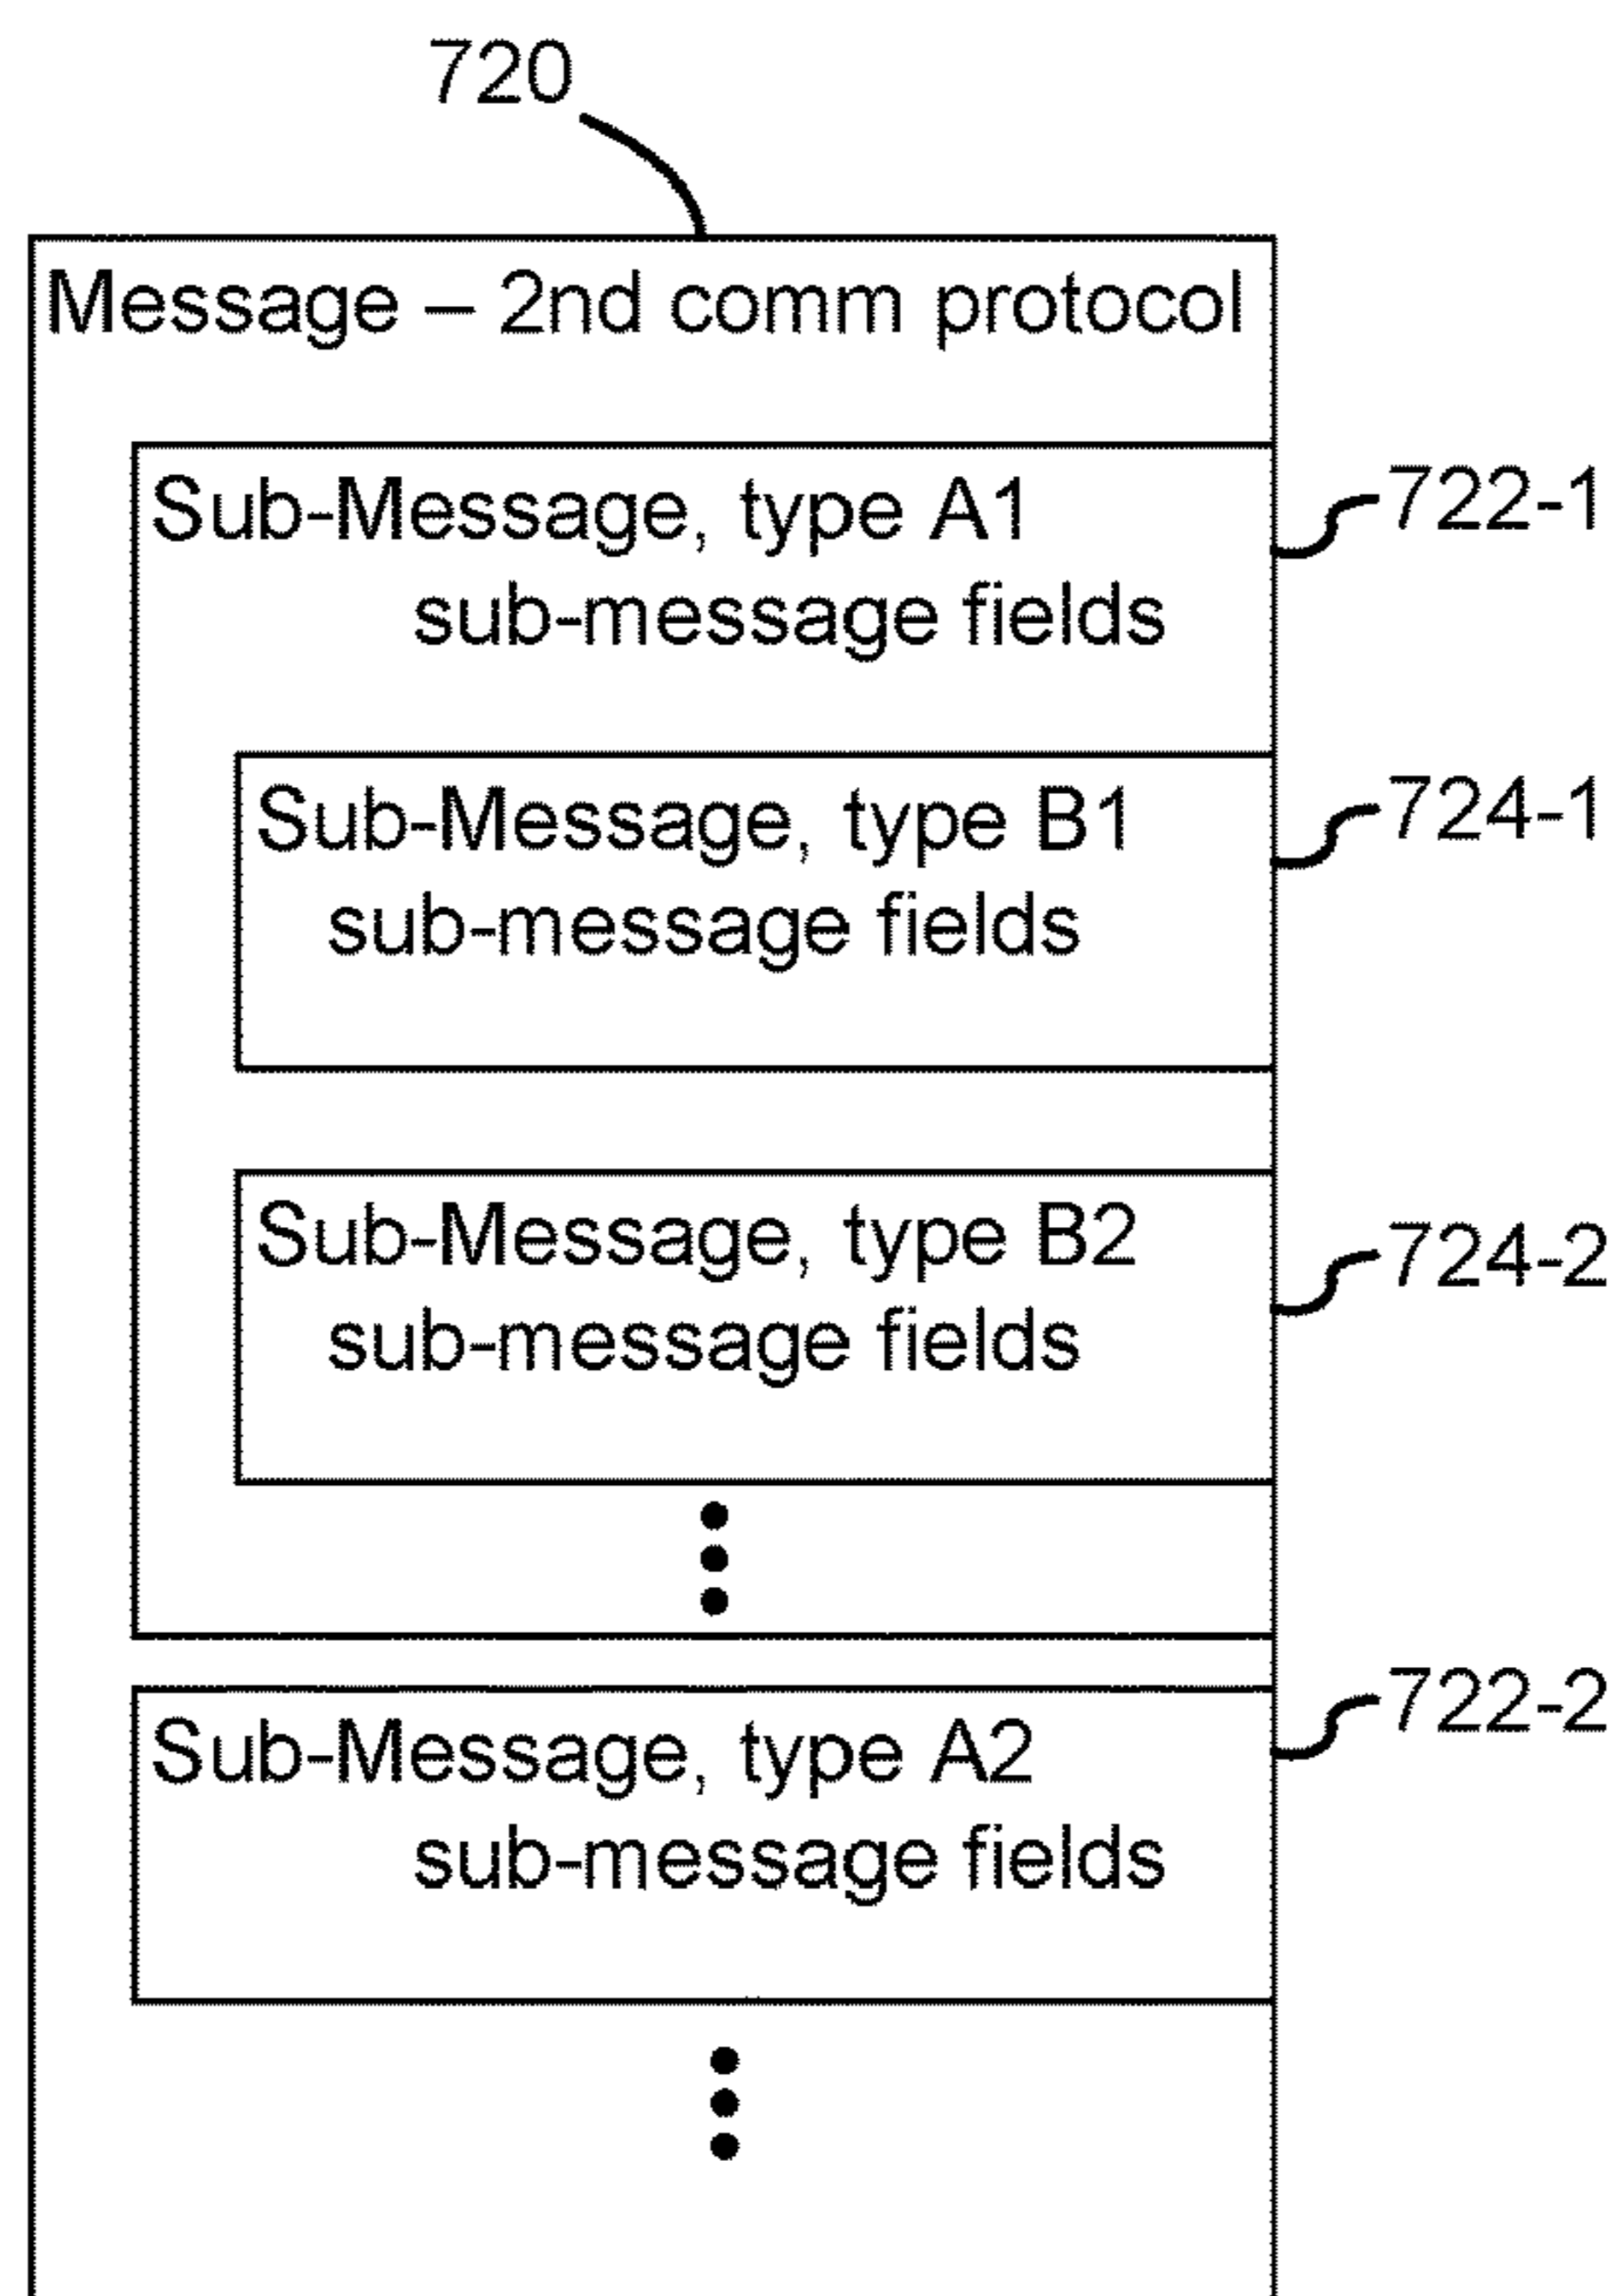 720
Message – 2nd comm protocol
Sub-Message, type A1
722-1
sub-message fields
Sub-Message, type B1
724-1
sub-message fields
Sub-Message, type B2
724-2
sub-message fields
Sub-Message, type A2
722-2
sub-message fields